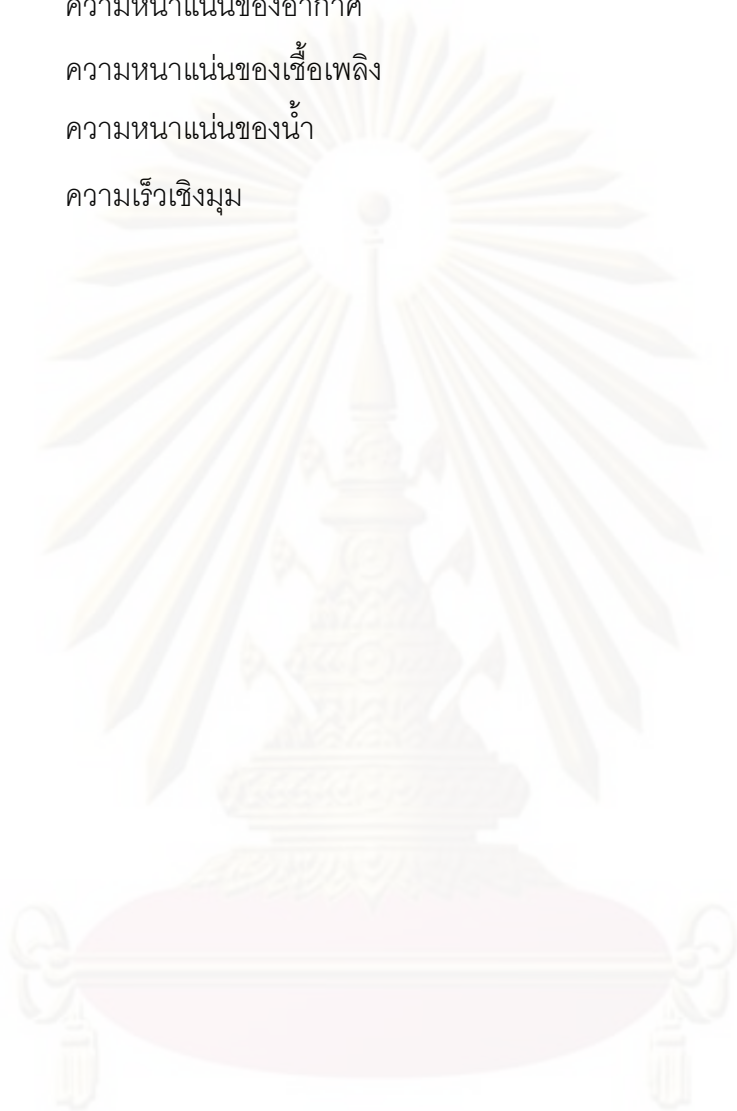 ความหนาแน่นของอากาศ
ความหนาแน่นของเชื้อเพลิง
ความหนาแน่นของน้ำ
ความเร็วเชิงมุม